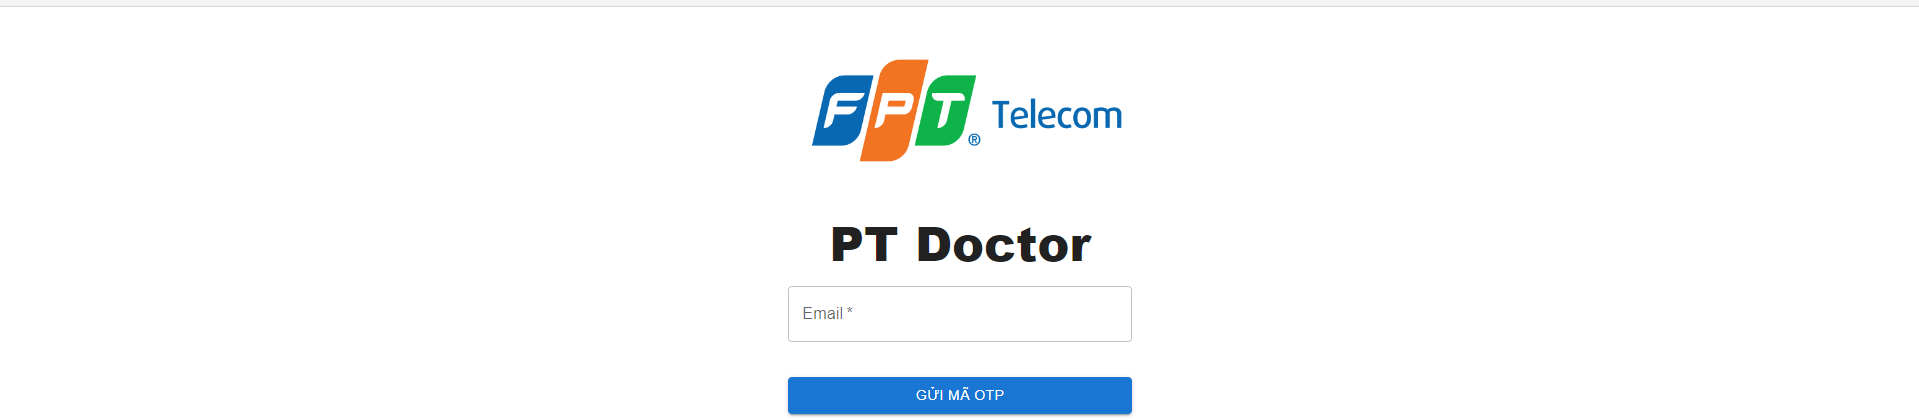 FPT® Telecom
PT Doctor
Email *
GỬI MÃ OTP